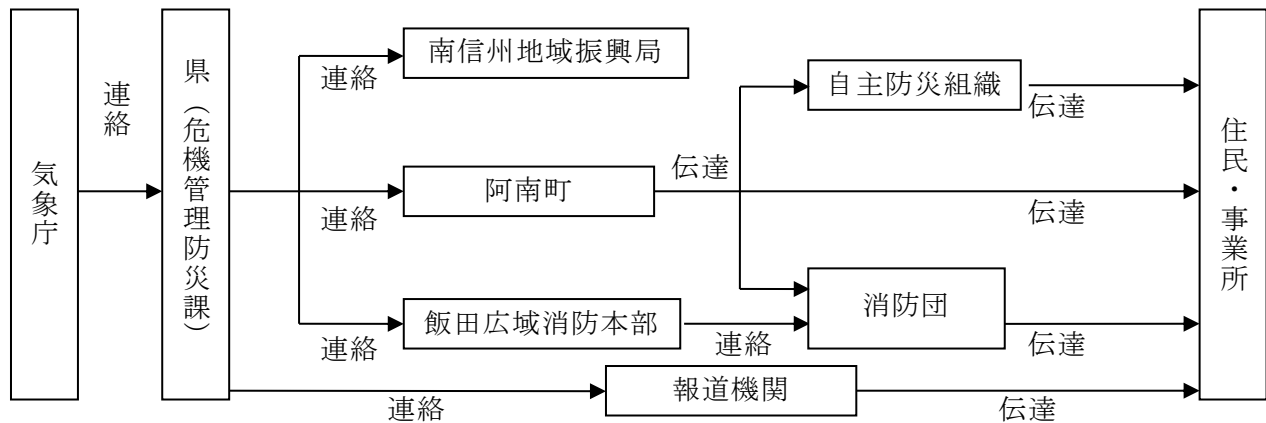 気象庁
連絡
県（危機管理防災課）
連絡
南信州地域振興局
連絡
阿南町
連絡
飯田広域消防本部
連絡
報道機関
伝達
自主防災組織
伝達
伝達
連絡
消防団
伝達
伝達
住民・事業所